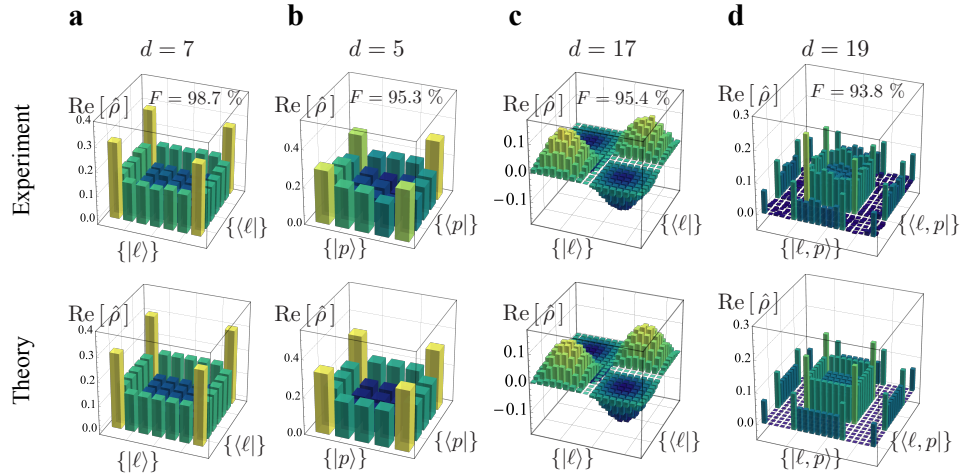 a b c d
d = 7 d = 5 d = 17 d = 19
Experiment
Re[ρ̂] F = 98.7 %
0.4
0.3
0.2
0.1
0.0
{|ℓ⟩} {⟨ℓ|}
Re[ρ̂] F = 95.3 %
0.4
0.2
0.0
{|p⟩} {⟨p|}
Re[ρ̂] F = 95.4 %
0.1
0.0
−0.1
{|ℓ⟩} {⟨ℓ|}
Re[ρ̂] F = 93.8 %
0.3
0.2
0.1
0.0
{|ℓ, p⟩} {⟨ℓ, p|}
Theory
Re[ρ̂]
0.4
0.3
0.2
0.1
0.0
{|ℓ⟩} {⟨ℓ|}
Re[ρ̂]
0.4
0.2
0.0
{|p⟩} {⟨p|}
Re[ρ̂]
0.1
0.0
−0.1
{|ℓ⟩} {⟨ℓ|}
Re[ρ̂]
0.3
0.2
0.1
0.0
{|ℓ, p⟩} {⟨ℓ, p|}